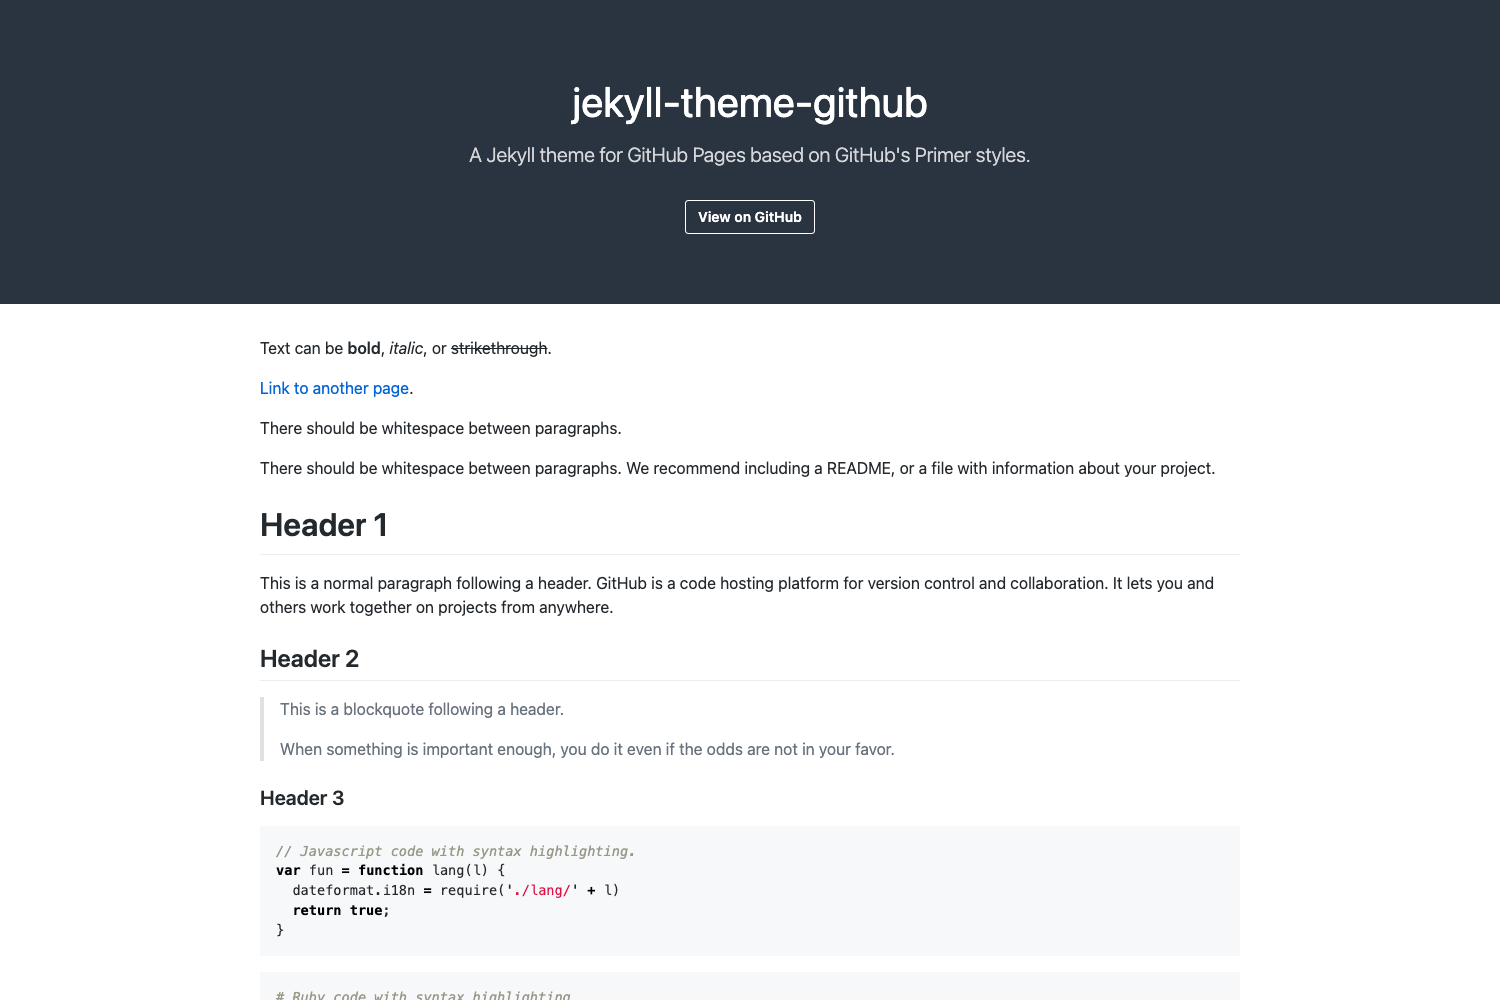 jekyll-theme-github
A Jekyll theme for GitHub Pages based on GitHub's Primer styles.
View on GitHub
Text can be bold, italic, or strikethrough.
Link to another page.
There should be whitespace between paragraphs.
There should be whitespace between paragraphs. We recommend including a README, or a file with information about your project.
Header 1
This is a normal paragraph following a header. GitHub is a code hosting platform for version control and collaboration. It lets you and
others work together on projects from anywhere.
Header 2
This is a blockquote following a header.
When something is important enough, you do it even if the odds are not in your favor.
Header 3
// Javascript code with syntax highlighting.
var fun = function lang(l) {
  dateformat.i18n = require('./lang/' + l)
  return true;
}
# Ruby code with syntax highlighting